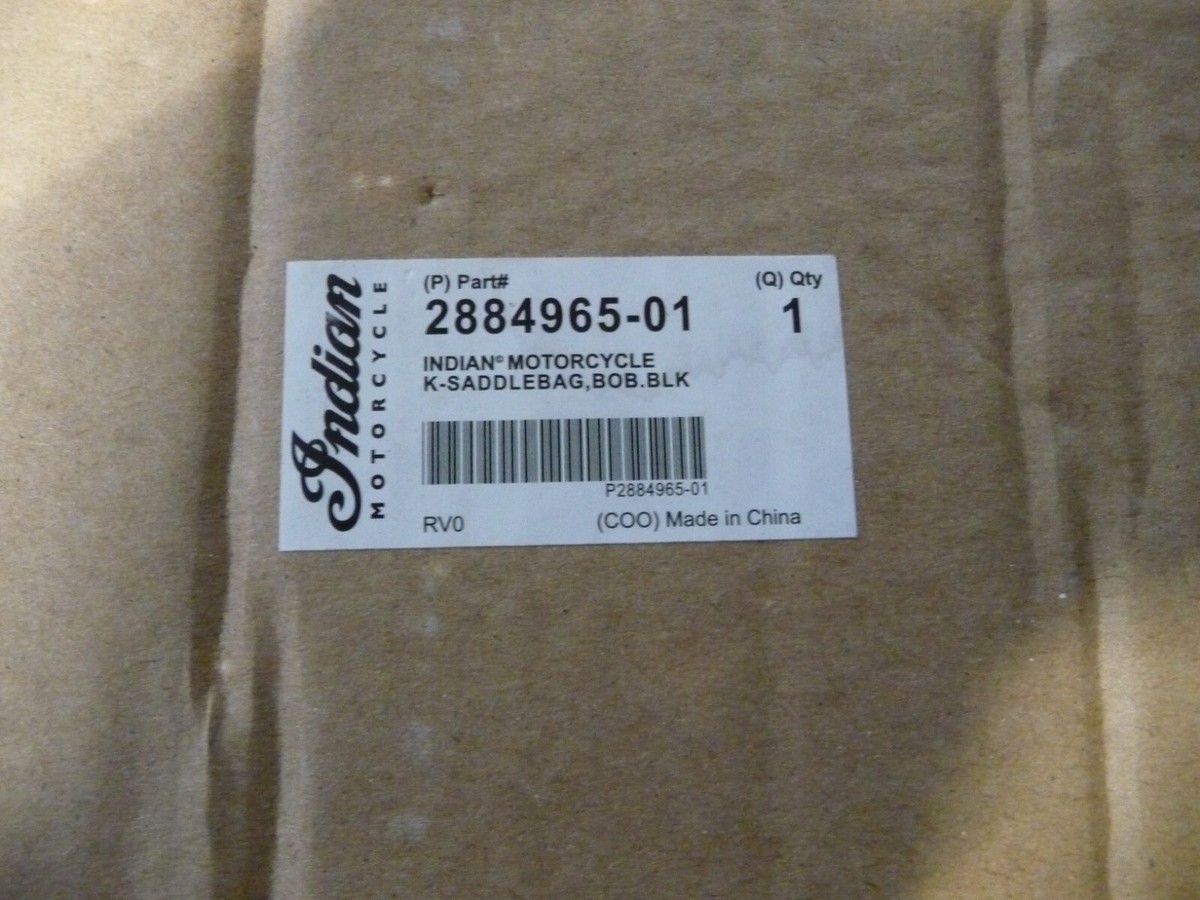 Indian
MOTORCYCLE
(P) Part#
(Q) Qty
2884965-01
1
INDIAN© MOTORCYCLE
K-SADDLEBAG,BOB.BLK
P2884965-01
RV0
(COO) Made in China